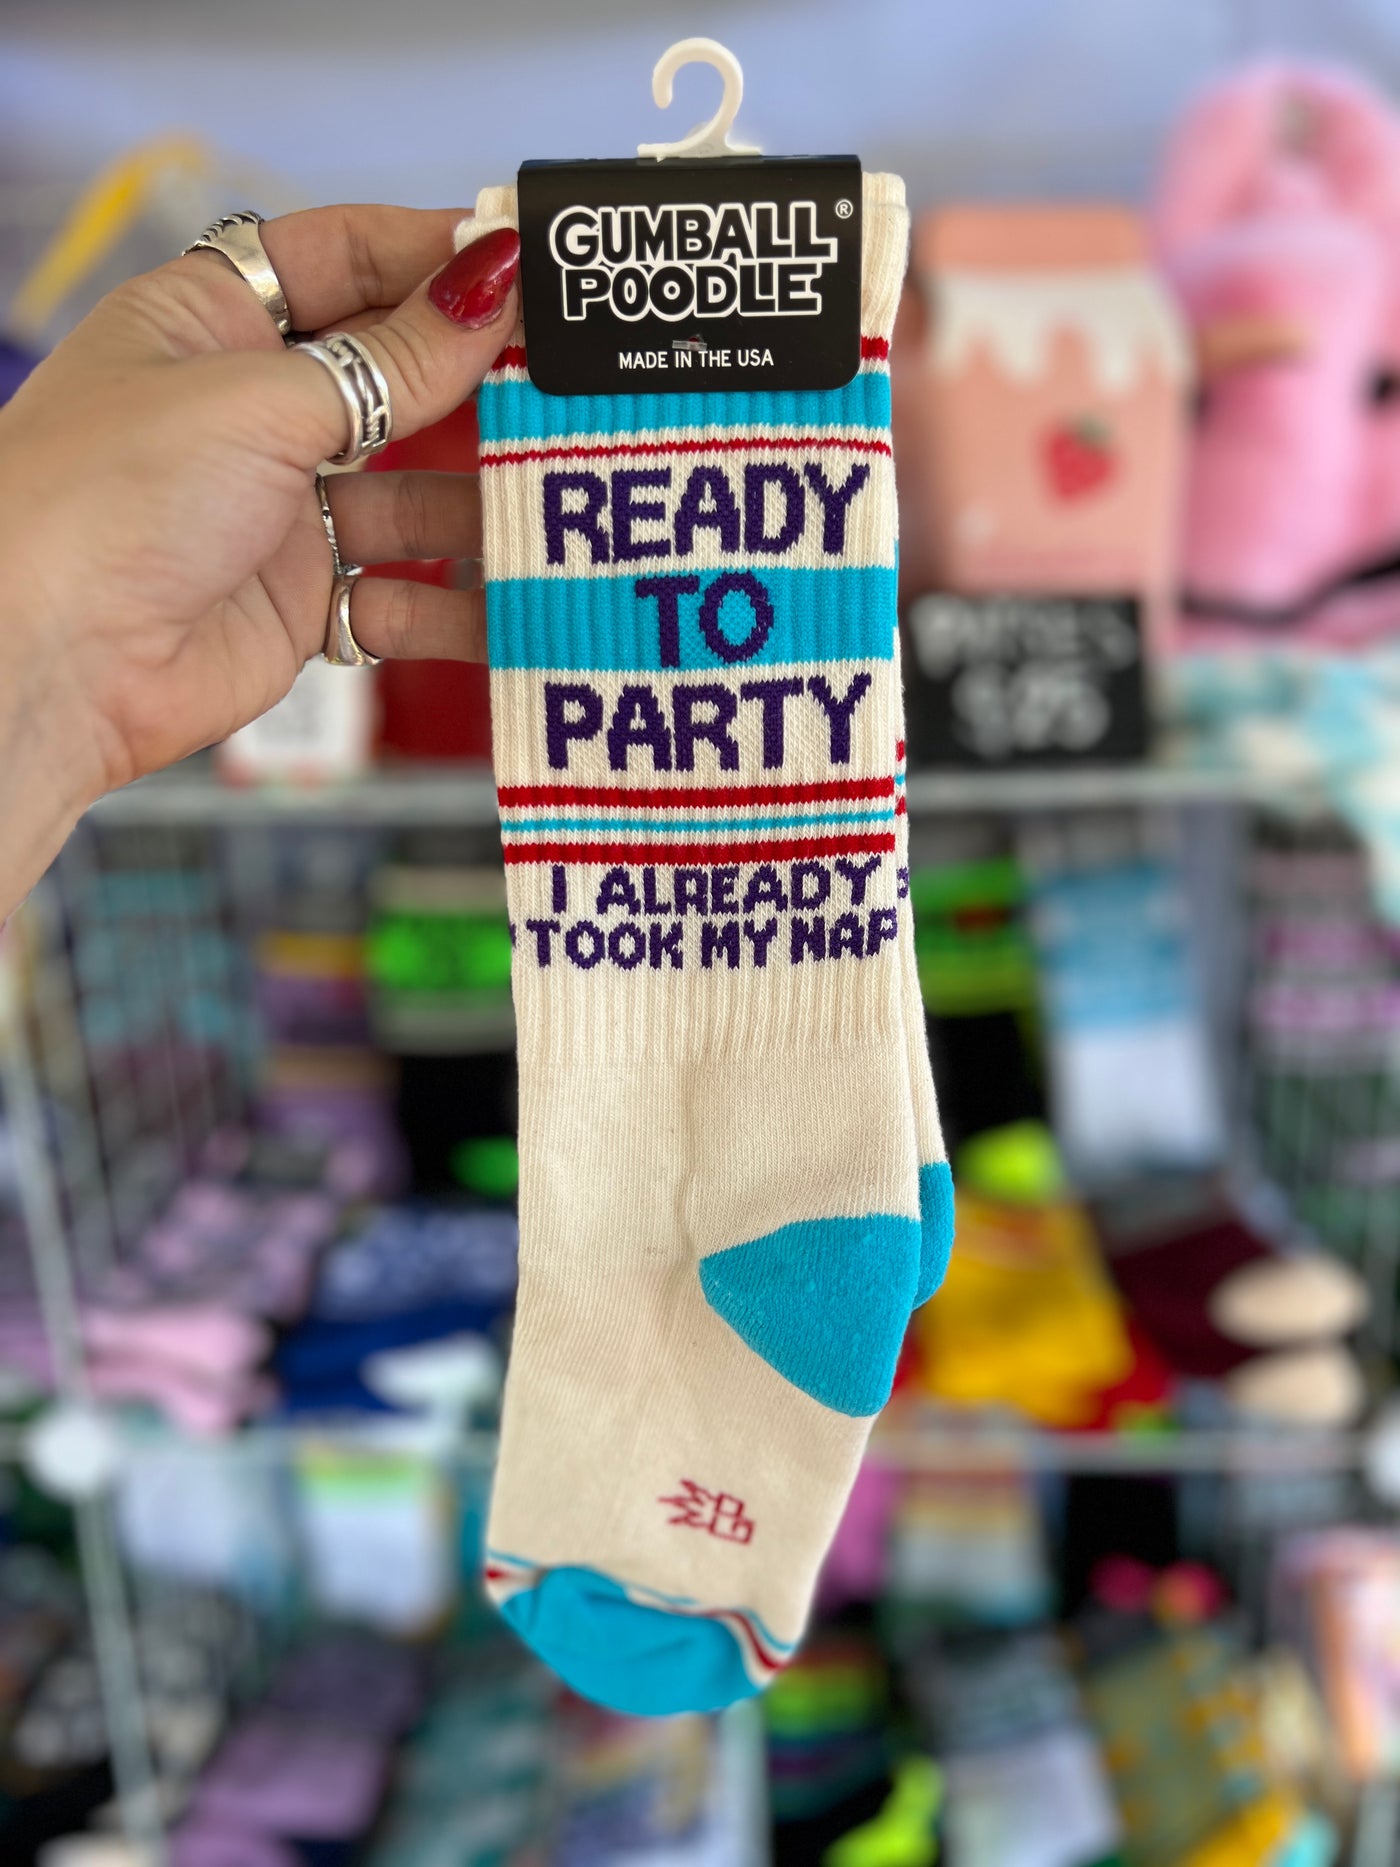 GUMBALL®
POODLE
MADE IN THE USA
READY
TO
PARTY
I ALREADY
TOOK MY NAP